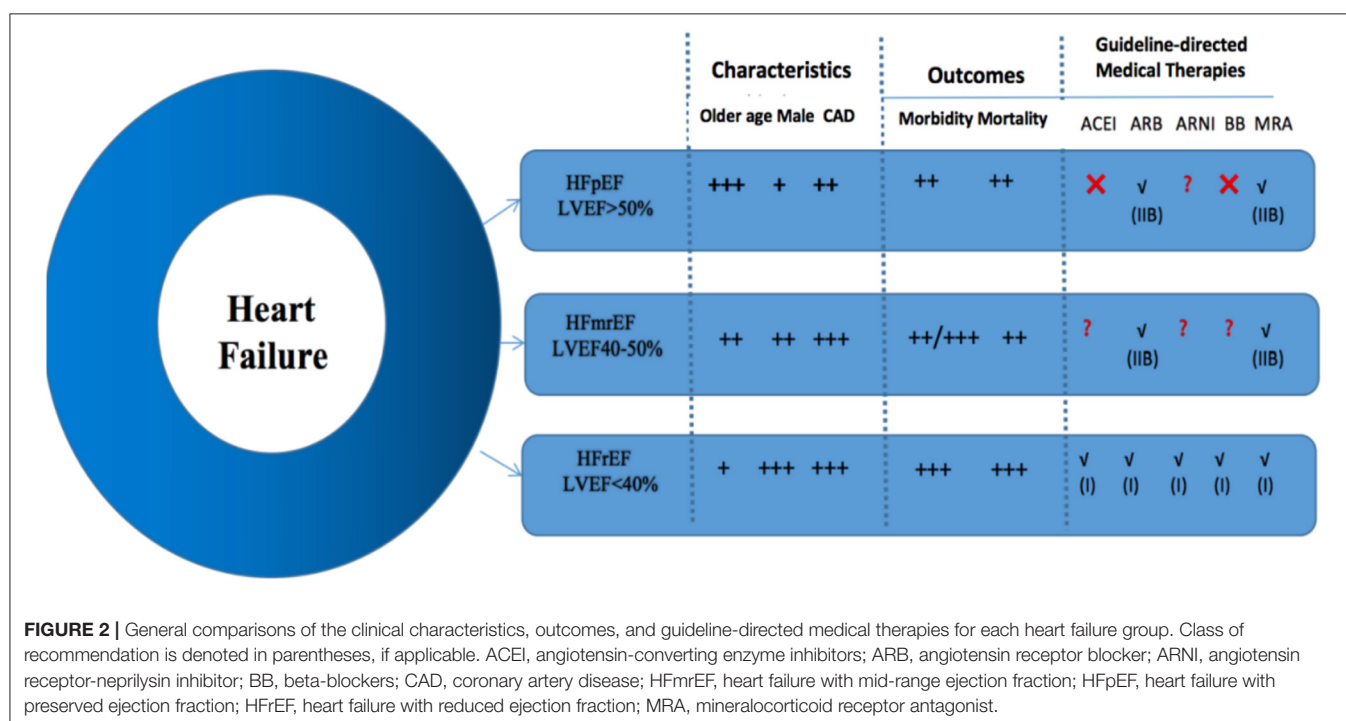 Guideline-directed
Medical Therapies
Characteristics
Outcomes
Older age Male CAD
Morbidity Mortality
ACEI ARB ARNI BB MRA
Heart
Failure
HFpEF
LVEF>50%
+++ + ++
++ ++
× √ ? × √
(IIB) (IIB)
HFmrEF
LVEF40-50%
++ ++ +++
++/+++ ++
? √ ? ? √
(IIB) (IIB)
HFrEF
LVEF<40%
+ +++ +++
+++ +++
√ √ √ √ √
(I) (I) (I) (I) (I)
FIGURE 2 | General comparisons of the clinical characteristics, outcomes, and guideline-directed medical therapies for each heart failure group. Class of
recommendation is denoted in parentheses, if applicable. ACEI, angiotensin-converting enzyme inhibitors; ARB, angiotensin receptor blocker; ARNI, angiotensin
receptor-neprilysin inhibitor; BB, beta-blockers; CAD, coronary artery disease; HFmrEF, heart failure with mid-range ejection fraction; HFpEF, heart failure with
preserved ejection fraction; HFrEF, heart failure with reduced ejection fraction; MRA, mineralocorticoid receptor antagonist.